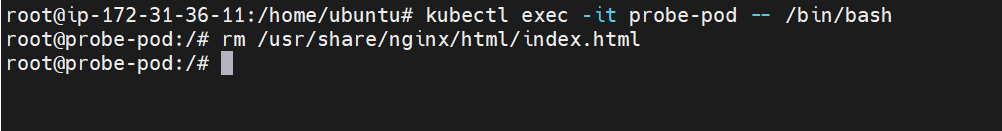 root@ip-172-31-36-11:/home/ubuntu# kubectl exec -it probe-pod -- /bin/bash
root@probe-pod:/# rm /usr/share/nginx/html/index.html
root@probe-pod:/#